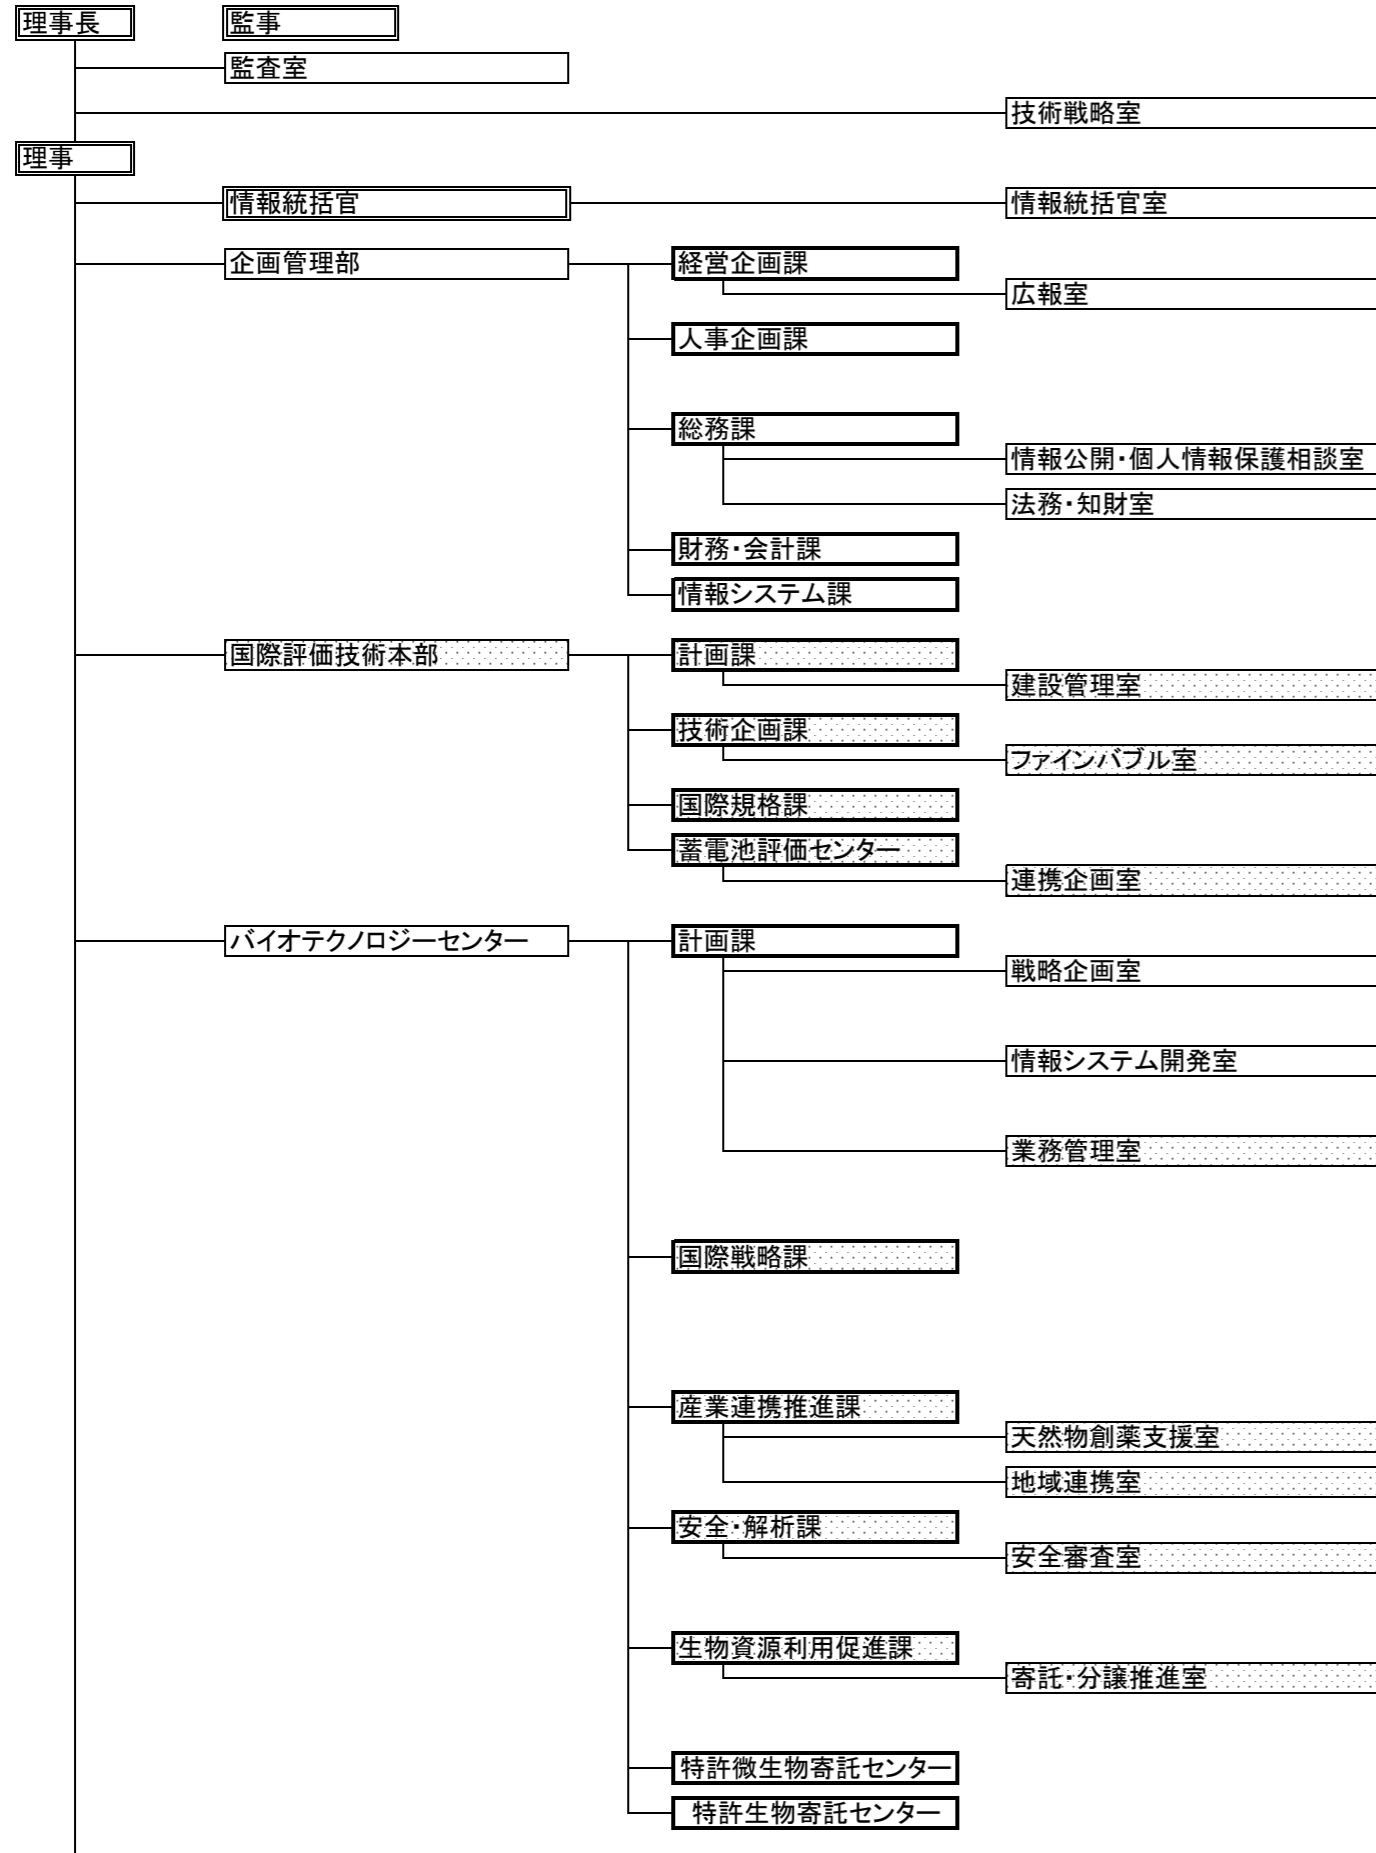 理事長
監事
監査室
技術戦略室
理事
情報統括官
情報統括官室
企画管理部
経営企画課
広報室
人事企画課
総務課
情報公開・個人情報保護相談室
法務・知財室
財務・会計課
情報システム課
国際評価技術本部
計画課
建設管理室
技術企画課
ファインバブル室
国際規格課
蓄電池評価センター
連携企画室
バイオテクノロジーセンター
計画課
戦略企画室
情報システム開発室
業務管理室
国際戦略課
産業連携推進課
天然物創薬支援室
地域連携室
安全・解析課
安全審査室
生物資源利用促進課
寄託・分譲推進室
特許微生物寄託センター
特許生物寄託センター